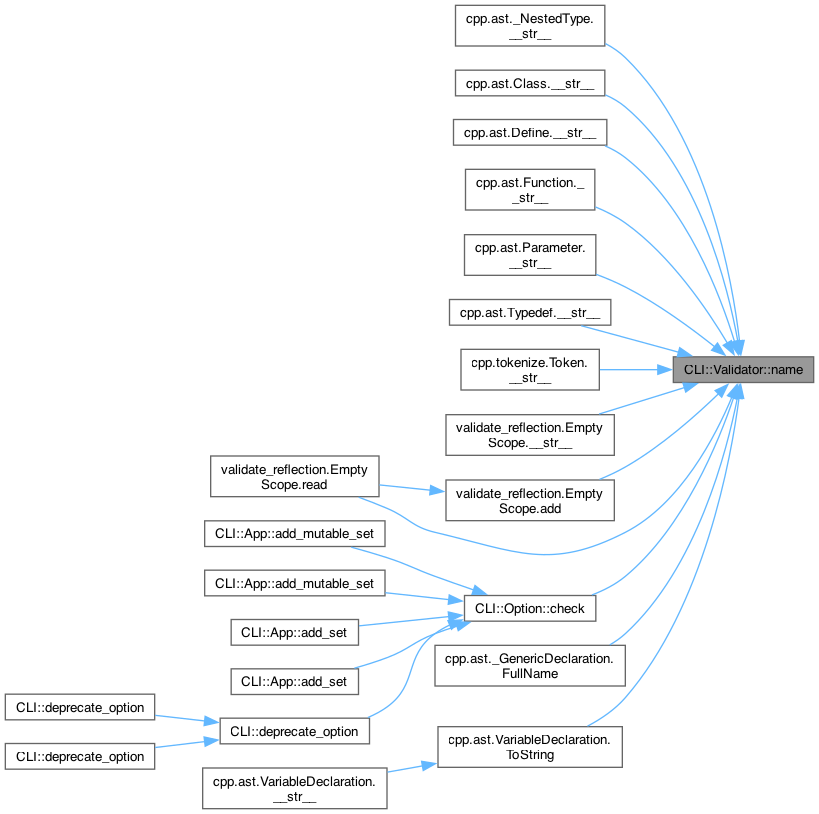 cpp.ast._NestedType.
__str__
cpp.ast.Class.__str__
cpp.ast.Define.__str__
cpp.ast.Function._
_str__
cpp.ast.Parameter.
__str__
cpp.ast.Typedef.__str__
cpp.tokenize.Token.
__str__
CLI::Validator::name
validate_reflection.Empty
Scope.__str__
validate_reflection.Empty
Scope.read
validate_reflection.Empty
Scope.add
CLI::App::add_mutable_set
CLI::App::add_mutable_set
CLI::Option::check
CLI::App::add_set
cpp.ast._GenericDeclaration.
FullName
CLI::App::add_set
CLI::deprecate_option
CLI::deprecate_option
cpp.ast.VariableDeclaration.
ToString
CLI::deprecate_option
cpp.ast.VariableDeclaration.
__str__